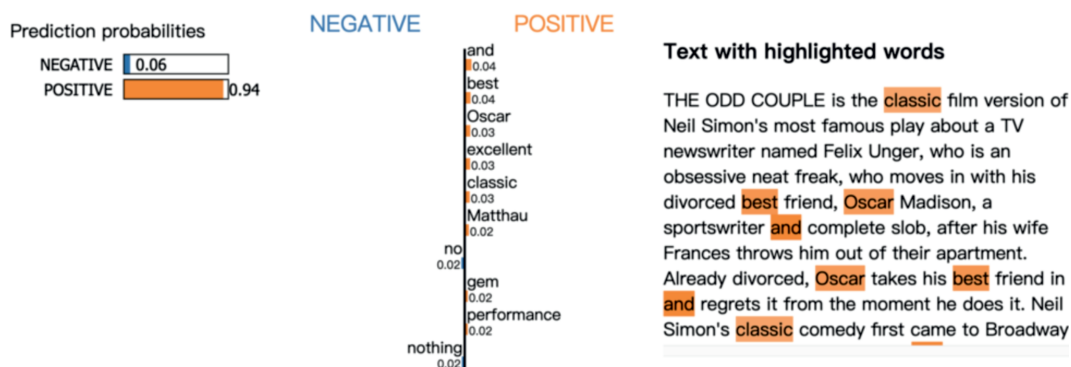 Prediction probabilities
NEGATIVE 0.06
POSITIVE 0.94
NEGATIVE POSITIVE
and
0.04
best
0.04
Oscar
0.03
excellent
0.03
classic
0.03
Matthau
0.02
no
0.02
gem
0.02
performance
0.02
nothing
0.02
Text with highlighted words
THE ODD COUPLE is the classic film version of
Neil Simon's most famous play about a TV
newswriter named Felix Unger, who is an
obsessive neat freak, who moves in with his
divorced best friend, Oscar Madison, a
sportswriter and complete slob, after his wife
Frances throws him out of their apartment.
Already divorced, Oscar takes his best friend in
and regrets it from the moment he does it. Neil
Simon's classic comedy first came to Broadway